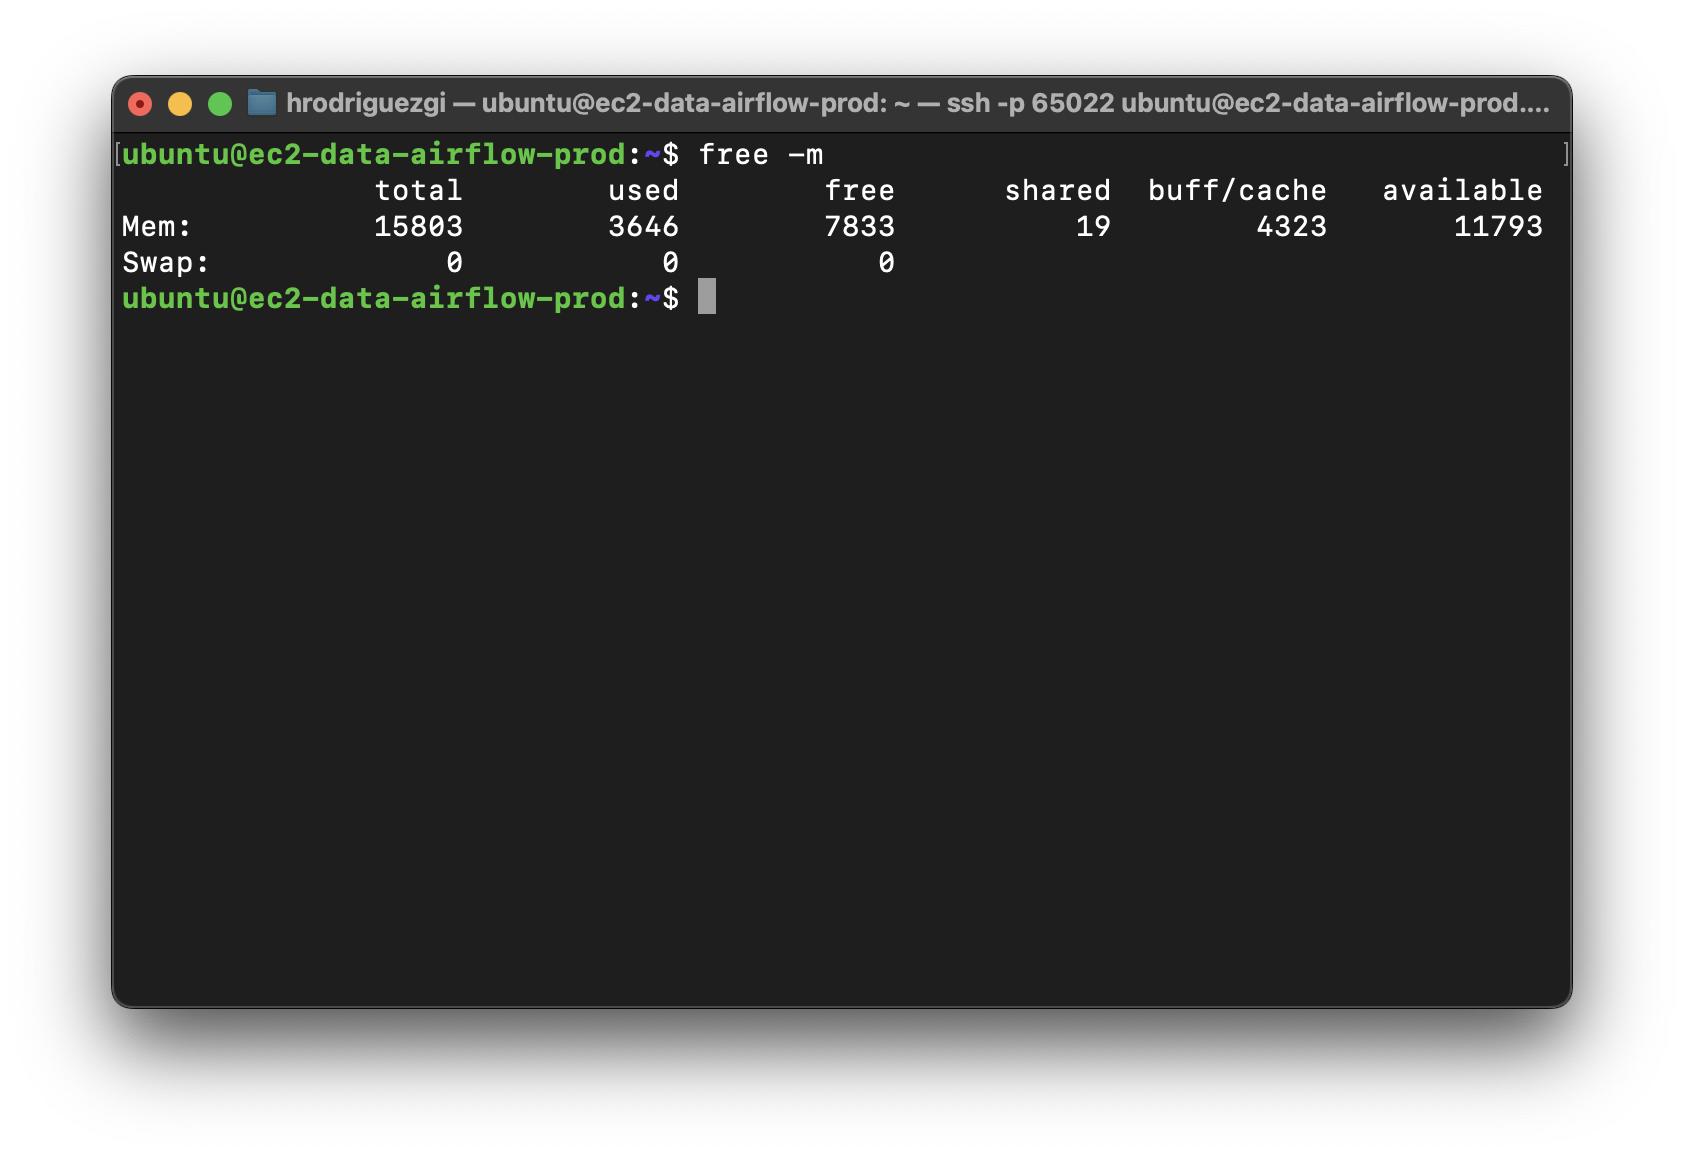 hrodriguezgi — ubuntu@ec2-data-airflow-prod: ~ — ssh -p 65022 ubuntu@ec2-data-airflow-prod....
[ubuntu@ec2-data-airflow-prod:~$ free -m ]
total used free shared buff/cache available
Mem: 15803 3646 7833 19 4323 11793
Swap: 0 0 0
ubuntu@ec2-data-airflow-prod:~$